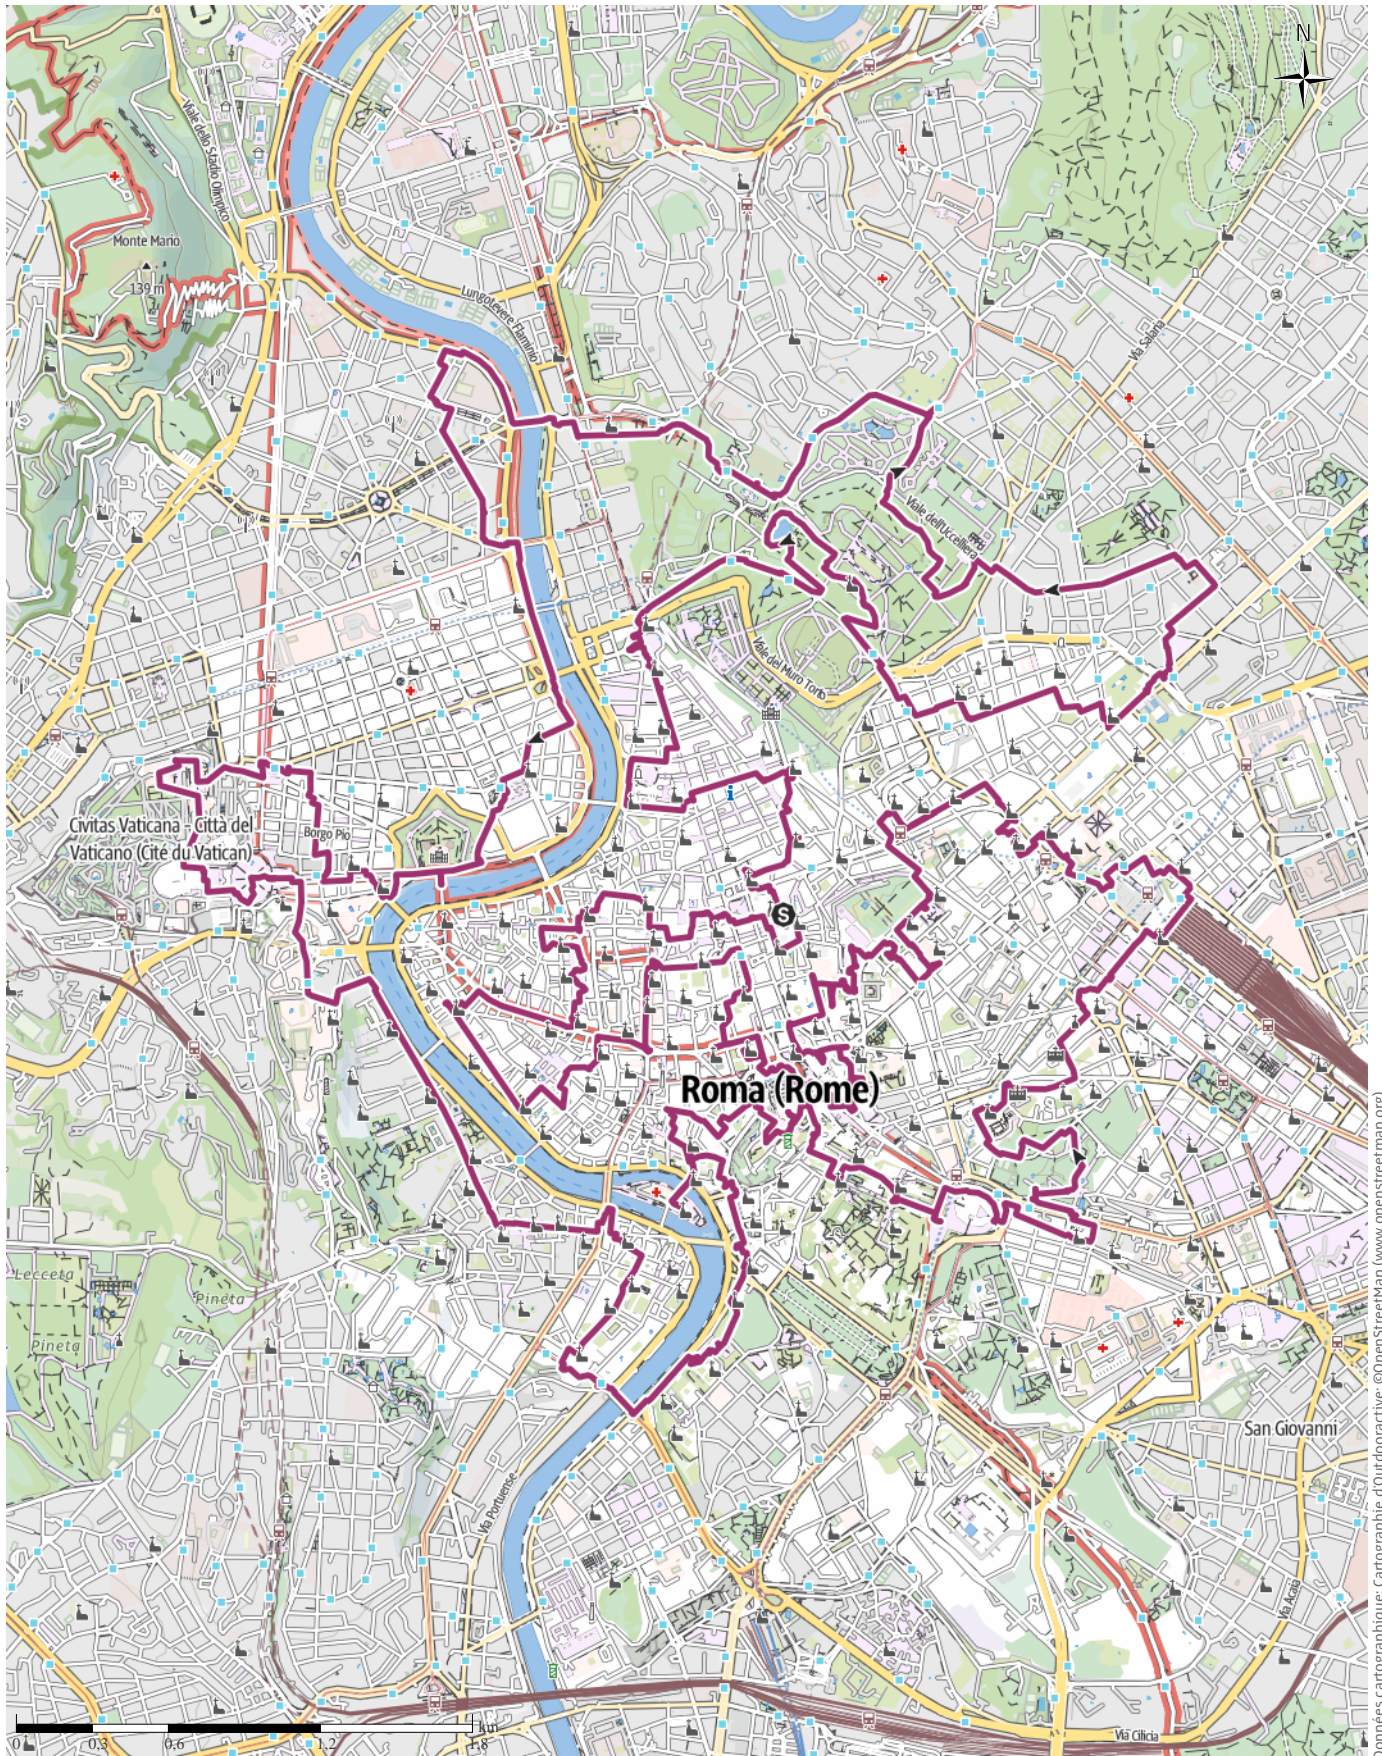 N
Viale dello Stadio Olimpico
Monte Mario
139 m
Lungotevere Flaminio
Via Salaria
Viale dell'Uccelliera
Viale del Muro Torto
Civitas Vaticana - Città del
Vaticano (Cité du Vatican)
Borgo Pio
i
S
Roma (Rome)
Lecceta
Pineta
Pineta
San Giovanni
Via Portuense
Via Acaia
Via Cilicia
0 0.3 0.6 1.2 1.8 km
Données cartographique: Cartographie d'Outdooractive; ©OpenStreetMap (www.openstreetmap.org)